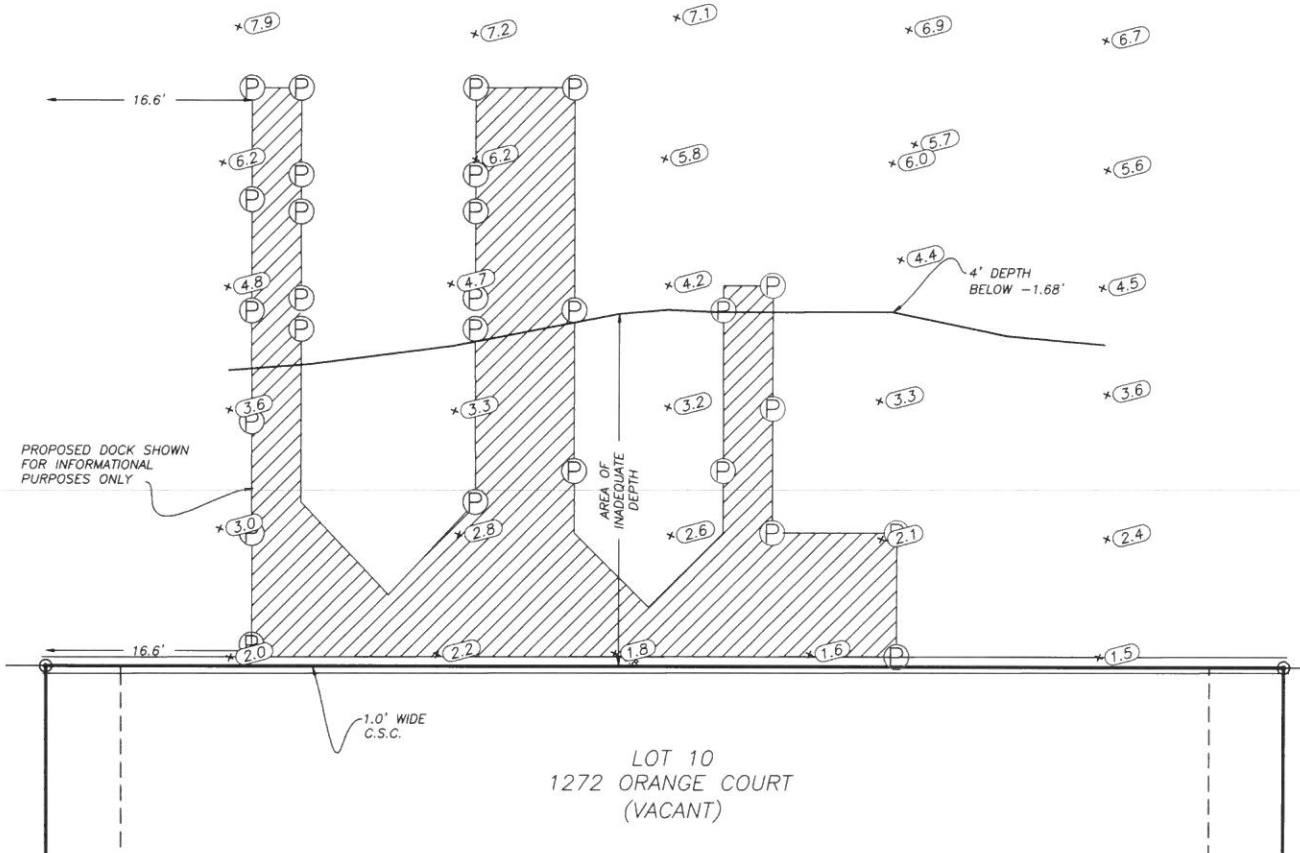 7.9
7.2
7.1
6.9
6.7
P
P
P
P
16.6'
5.7
6.2
6.2
5.8
6.0
5.6
P
P
P
P
P
4.4
4' DEPTH
BELOW -1.68'
4.8
4.7
4.2
4.5
P
P
P
P
P
P
P
P
P
3.6
3.3
3.2
3.3
3.6
P
P
PROPOSED DOCK SHOWN
FOR INFORMATIONAL
PURPOSES ONLY
P
P
P
AREA OF
INADEQUATE
DEPTH
3.0
2.8
2.6
2.1
2.4
P
P
P
P
16.6'
2.0
2.2
1.8
1.6
P
1.5
1.0' WIDE
C.S.C.
LOT 10
1272 ORANGE COURT
(VACANT)